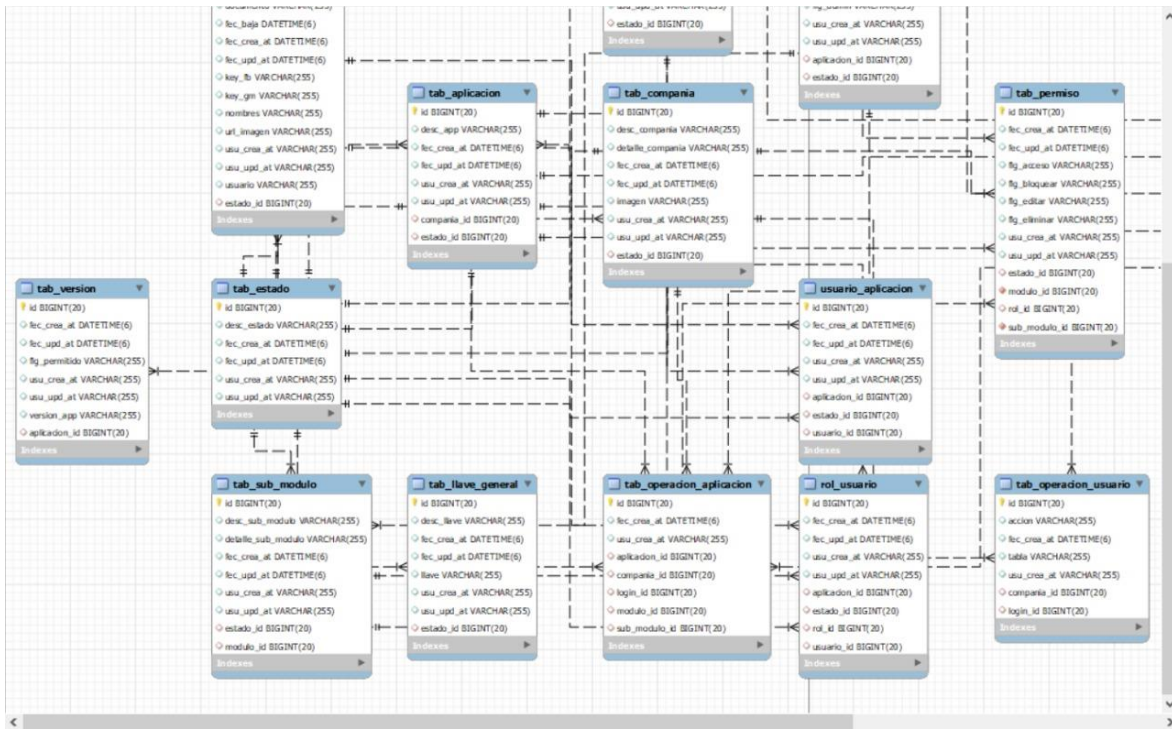 fec_baja DATETIME(6)
fec_crea_at DATETIME(6)
fec_upd_at DATETIME(6)
key_fb VARCHAR(255)
key_gm VARCHAR(255)
nombres VARCHAR(255)
url_imagen VARCHAR(255)
usu_crea_at VARCHAR(255)
usu_upd_at VARCHAR(255)
usuario VARCHAR(255)
estado_id BIGINT(20)
Indexes
estado_id BIGINT(20)
Indexes
usu_crea_at VARCHAR(255)
usu_upd_at VARCHAR(255)
aplicacion_id BIGINT(20)
estado_id BIGINT(20)
Indexes
tab_aplicacion
id BIGINT(20)
desc_app VARCHAR(255)
fec_crea_at DATETIME(6)
fec_upd_at DATETIME(6)
usu_crea_at VARCHAR(255)
usu_upd_at VARCHAR(255)
compania_id BIGINT(20)
estado_id BIGINT(20)
Indexes
tab_compania
id BIGINT(20)
desc_compania VARCHAR(255)
detalle_compania VARCHAR(255)
fec_crea_at DATETIME(6)
fec_upd_at DATETIME(6)
imagen VARCHAR(255)
usu_crea_at VARCHAR(255)
usu_upd_at VARCHAR(255)
estado_id BIGINT(20)
Indexes
tab_permiso
id BIGINT(20)
fec_crea_at DATETIME(6)
fec_upd_at DATETIME(6)
flg_acceso VARCHAR(255)
flg_bloquear VARCHAR(255)
flg_editar VARCHAR(255)
flg_eliminar VARCHAR(255)
usu_crea_at VARCHAR(255)
usu_upd_at VARCHAR(255)
estado_id BIGINT(20)
modulo_id BIGINT(20)
rol_id BIGINT(20)
sub_modulo_id BIGINT(20)
Indexes
tab_version
id BIGINT(20)
fec_crea_at DATETIME(6)
fec_upd_at DATETIME(6)
flg_permitido VARCHAR(255)
usu_crea_at VARCHAR(255)
usu_upd_at VARCHAR(255)
version_app VARCHAR(255)
aplicacion_id BIGINT(20)
Indexes
tab_estado
id BIGINT(20)
desc_estado VARCHAR(255)
fec_crea_at DATETIME(6)
fec_upd_at DATETIME(6)
usu_crea_at VARCHAR(255)
usu_upd_at VARCHAR(255)
Indexes
usuario_aplicacion
id BIGINT(20)
fec_crea_at DATETIME(6)
fec_upd_at DATETIME(6)
usu_crea_at VARCHAR(255)
usu_upd_at VARCHAR(255)
aplicacion_id BIGINT(20)
estado_id BIGINT(20)
usuario_id BIGINT(20)
Indexes
tab_sub_modulo
id BIGINT(20)
desc_sub_modulo VARCHAR(255)
detalle_sub_modulo VARCHAR(255)
fec_crea_at DATETIME(6)
fec_upd_at DATETIME(6)
usu_crea_at VARCHAR(255)
usu_upd_at VARCHAR(255)
estado_id BIGINT(20)
modulo_id BIGINT(20)
Indexes
tab_llave_general
id BIGINT(20)
desc_llave VARCHAR(255)
fec_crea_at DATETIME(6)
fec_upd_at DATETIME(6)
llave VARCHAR(255)
usu_crea_at VARCHAR(255)
usu_upd_at VARCHAR(255)
estado_id BIGINT(20)
Indexes
tab_operacion_aplicacion
id BIGINT(20)
fec_crea_at DATETIME(6)
usu_crea_at VARCHAR(255)
aplicacion_id BIGINT(20)
compania_id BIGINT(20)
login_id BIGINT(20)
modulo_id BIGINT(20)
sub_modulo_id BIGINT(20)
Indexes
rol_usuario
id BIGINT(20)
fec_crea_at DATETIME(6)
fec_upd_at DATETIME(6)
usu_crea_at VARCHAR(255)
usu_upd_at VARCHAR(255)
aplicacion_id BIGINT(20)
estado_id BIGINT(20)
rol_id BIGINT(20)
usuario_id BIGINT(20)
Indexes
tab_operacion_usuario
id BIGINT(20)
accion VARCHAR(255)
fec_crea_at DATETIME(6)
tabla VARCHAR(255)
usu_crea_at VARCHAR(255)
compania_id BIGINT(20)
login_id BIGINT(20)
Indexes